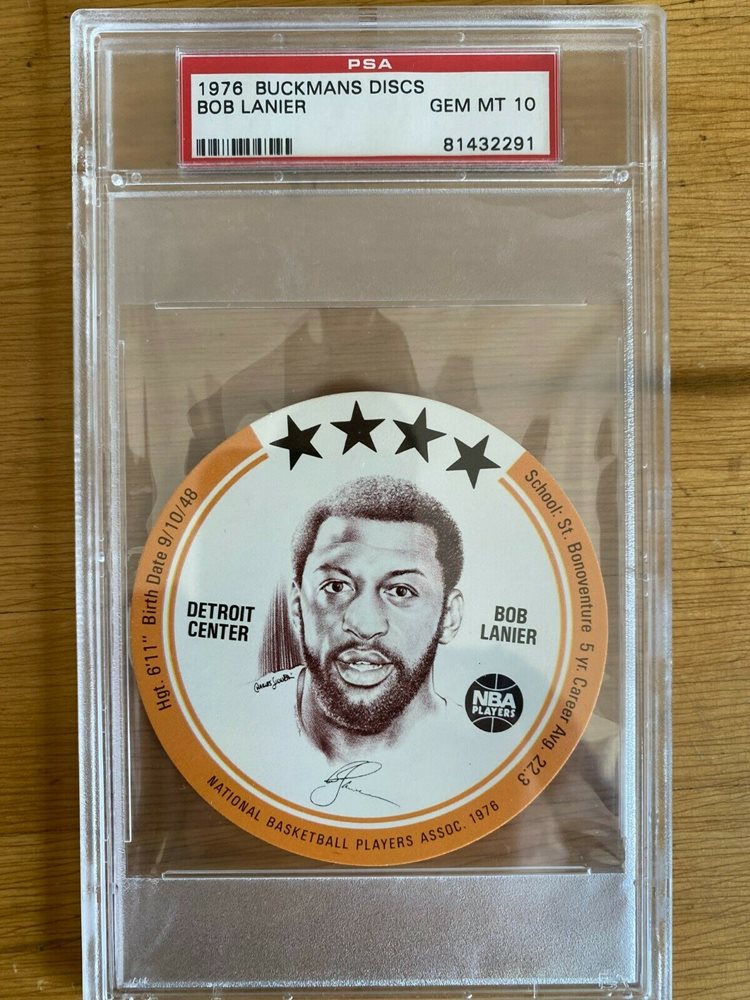 PSA
1976 BUCKMANS DISCS
BOB LANIER GEM MT 10
81432291
Hgt. 6'11" Birth Date 9/10/48
School: St. Bonoventure 5 yr. Career Avg. 22.3
DETROIT
CENTER
BOB
LANIER
NBA
PLAYERS
NATIONAL BASKETBALL PLAYERS ASSOC. 1976